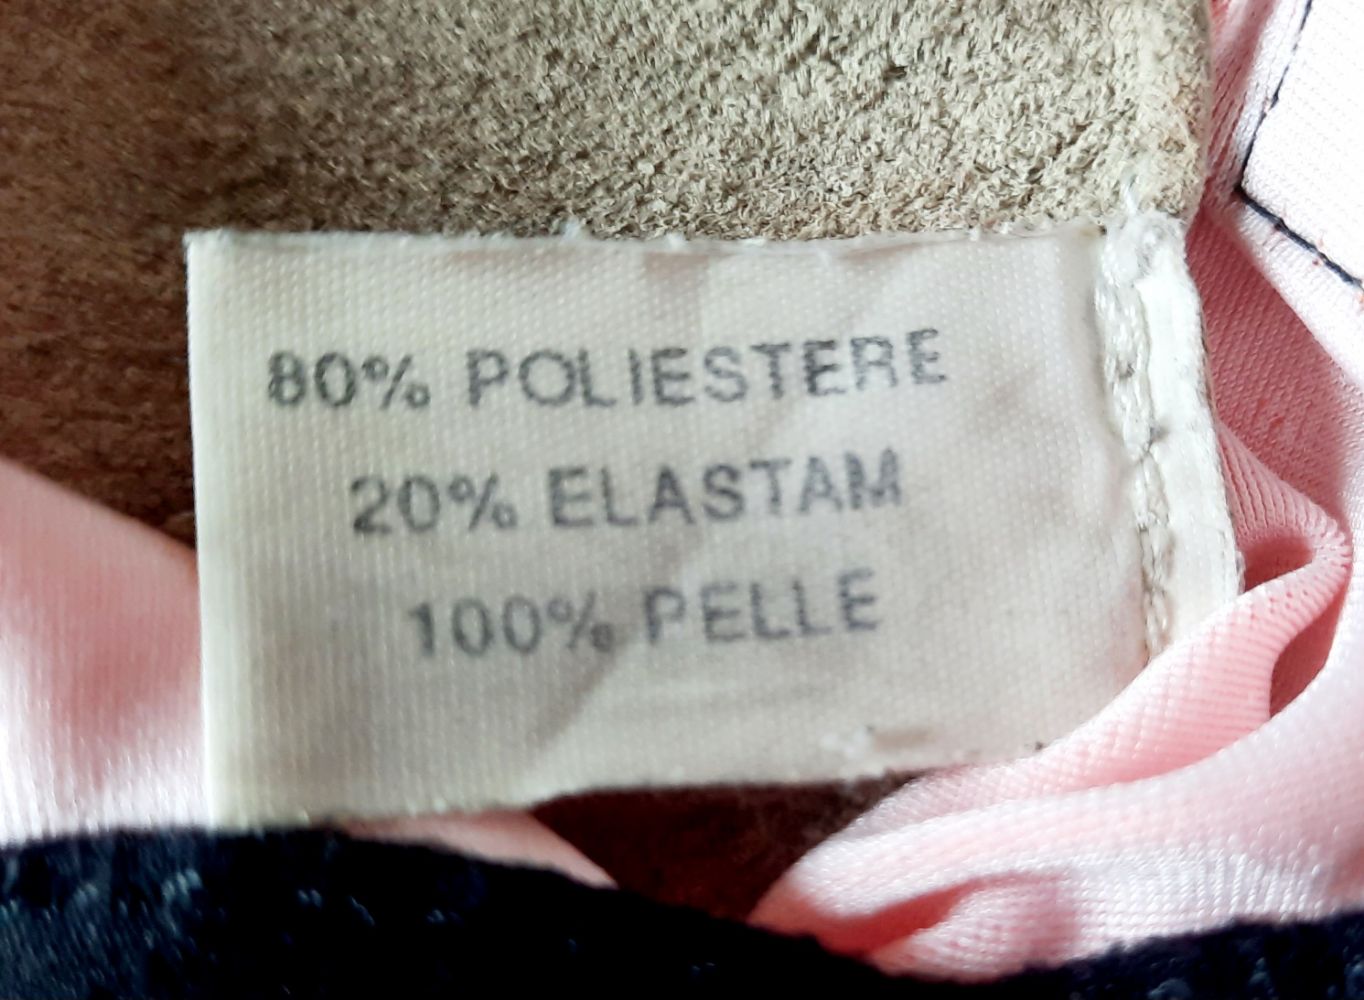 80% POLIESTERE
20% ELASTAM
100% PELLE